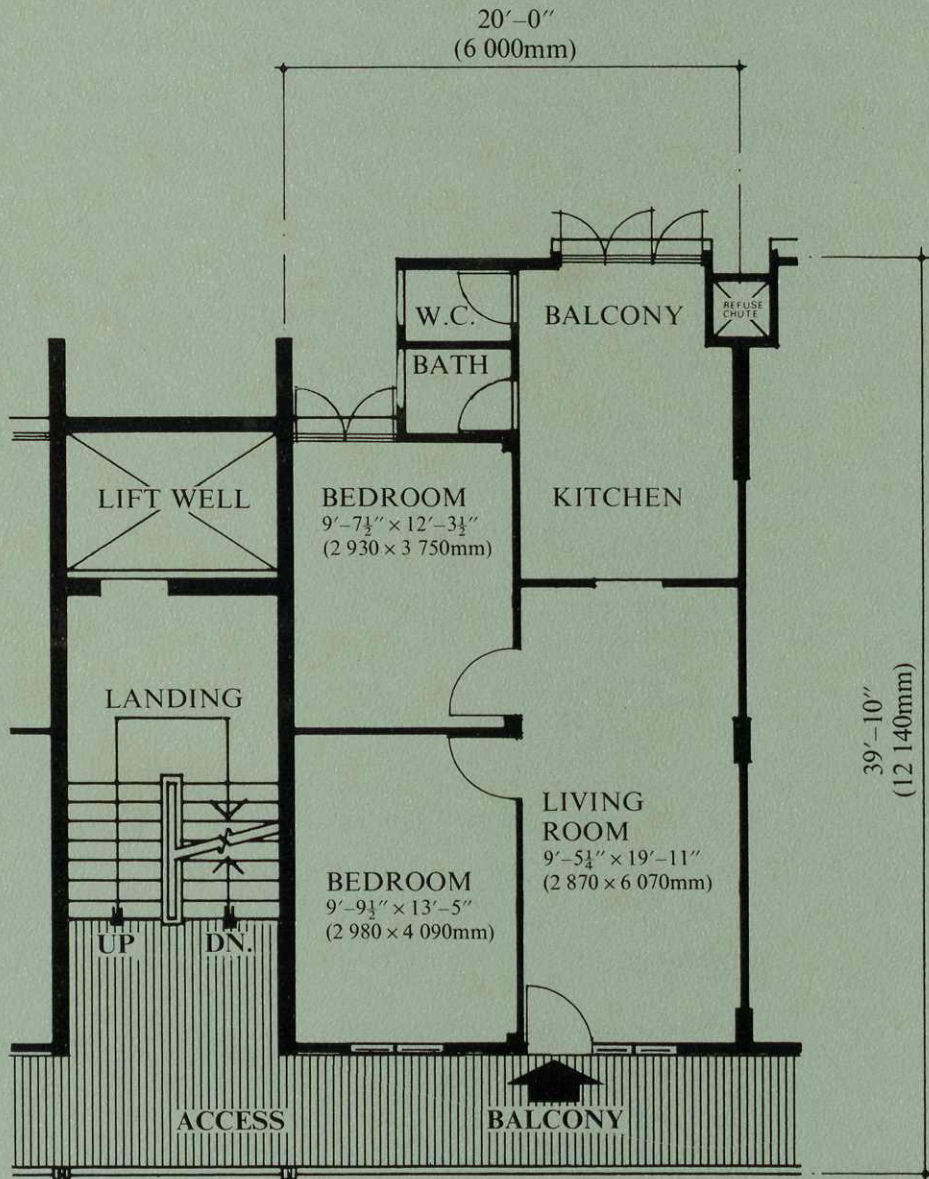 20′–0″
(6 000mm)
W.C.
BALCONY
REFUSE
CHUTE
BATH
LIFT WELL
BEDROOM
9′–7½″ × 12′–3½″
(2 930 × 3 750mm)
KITCHEN
LANDING
39′–10″
(12 140mm)
LIVING
ROOM
9′–5¼″ × 19′–11″
(2 870 × 6 070mm)
BEDROOM
9′–9½″ × 13′–5″
(2 980 × 4 090mm)
UP
DN.
ACCESS
BALCONY